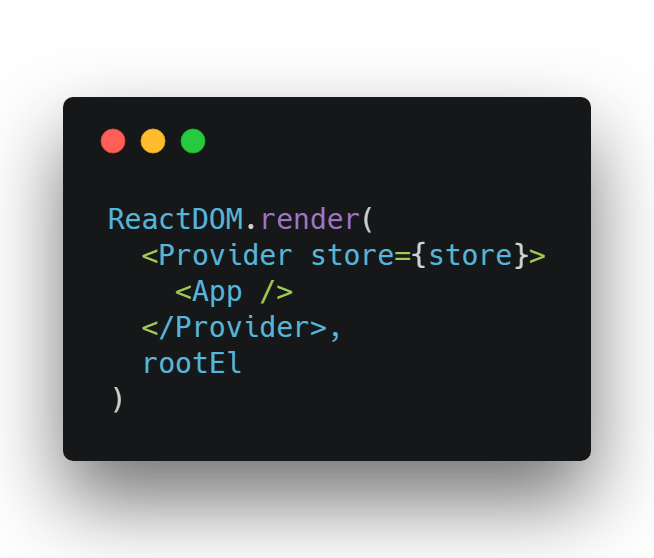 ReactDOM.render(
  <Provider store={store}>
    <App />
  </Provider>,
  rootEl
)